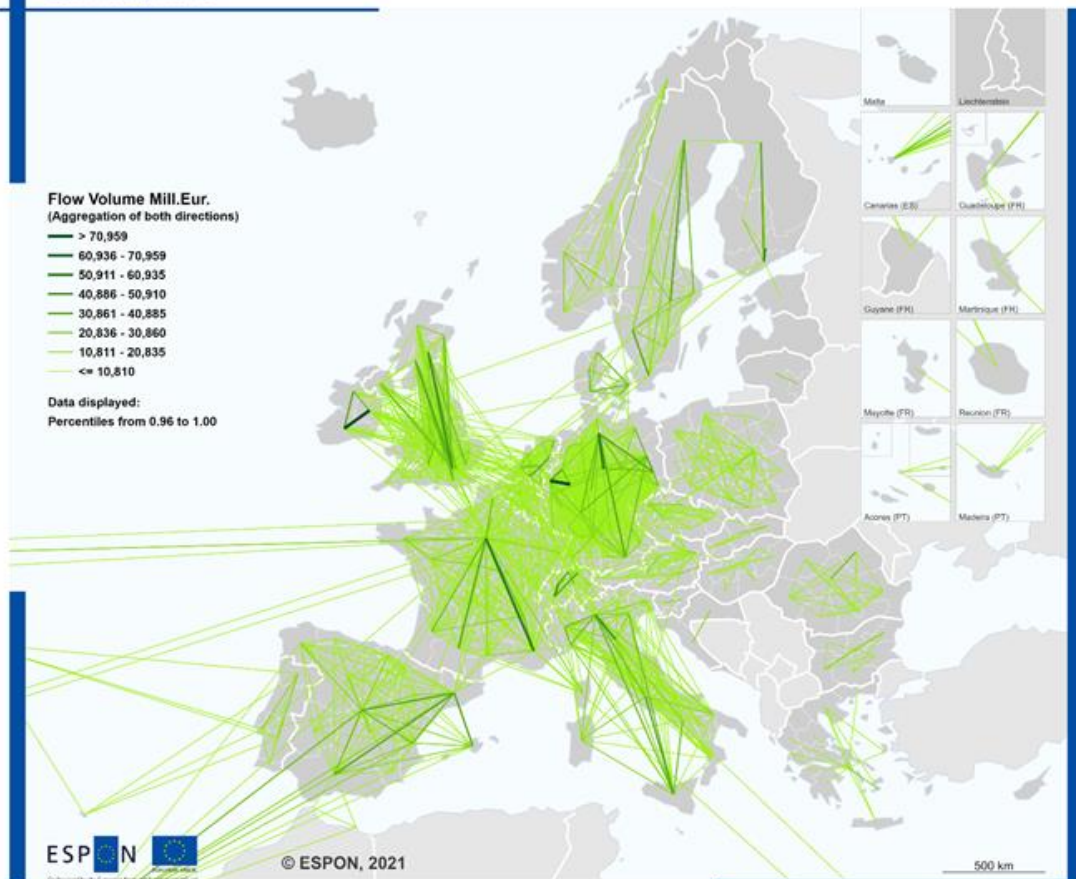 Flow Volume Mill.Eur.
(Aggregation of both directions)
> 70,959
60,936 - 70,959
50,911 - 60,935
40,886 - 50,910
30,861 - 40,885
20,836 - 30,860
10,811 - 20,835
<= 10,810
Data displayed:
Percentiles from 0.96 to 1.00
Malta
Liechtenstein
Canarias (ES)
Guadeloupe (FR)
Guyane (FR)
Martinique (FR)
Mayotte (FR)
Reunion (FR)
Acores (PT)
Madeira (PT)
ESPON
© ESPON, 2021
500 km